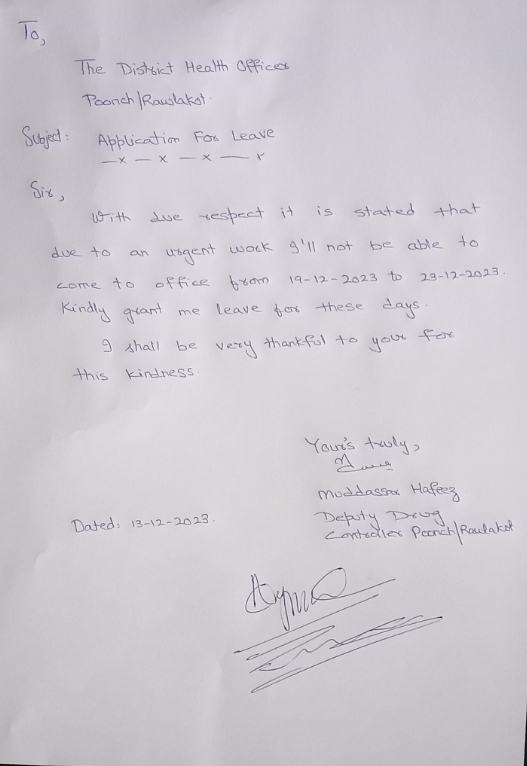 To,
The District Health Officer
Poonch/Rawlakot.
Subject: Application For Leave
—x—x—x—x
Sir,
With due respect it is stated that
due to an urgent work I'll not be able to
come to office from 19-12-2023 to 23-12-2023.
Kindly grant me leave for these days.
I shall be very thankful to your for
this kindness.
Your's truly,
Muddassar Hafeez
Dated: 13-12-2023.
Deputy Drug
Controller Poonch/Rawlakot